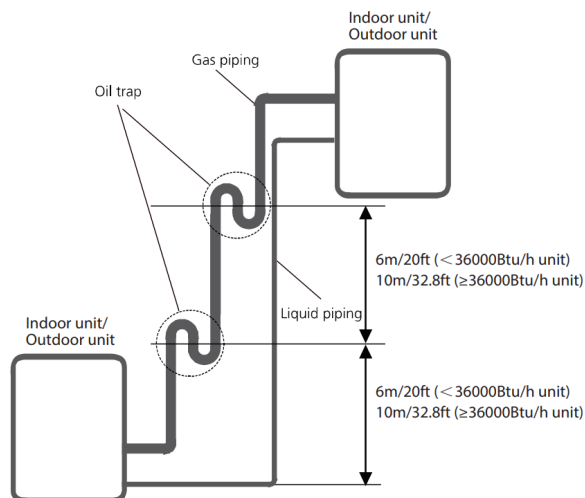 Indoor unit/
Outdoor unit
Gas piping
Oil trap
6m/20ft (<36000Btu/h unit)
10m/32.8ft (≥36000Btu/h unit)
Liquid piping
Indoor unit/
Outdoor unit
6m/20ft (<36000Btu/h unit)
10m/32.8ft (≥36000Btu/h unit)